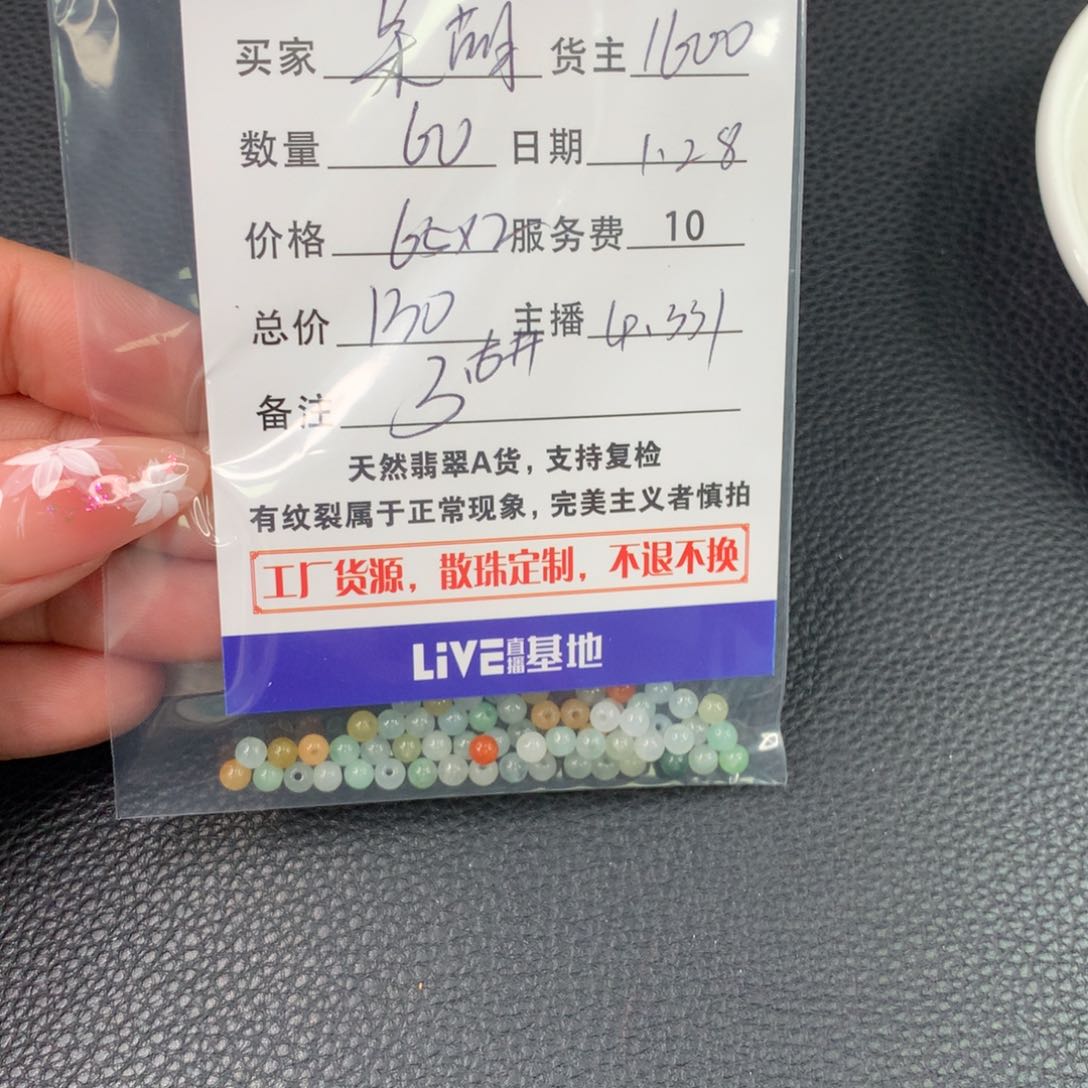 买家 货主 1600
数量 60 日期 1.28
价格 65x2 服务费 10
总价 130 主播
备注
天然翡翠A货，支持复检
有纹裂属于正常现象，完美主义者慎拍
工厂货源，散珠定制，不退不换
LiVE直播基地